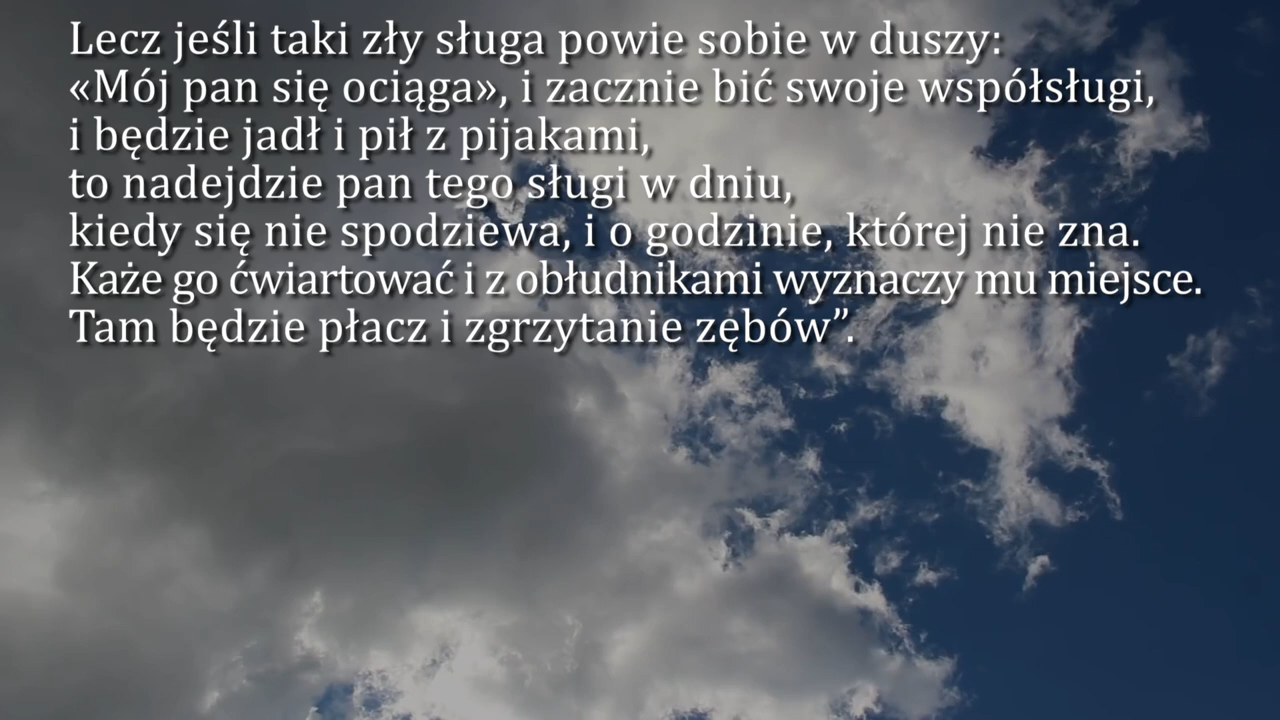 Lecz jeśli taki zły sługa powie sobie w duszy:
«Mój pan się ociąga», i zacznie bić swoje współsługi,
i będzie jadł i pił z pijakami,
to nadejdzie pan tego sługi w dniu,
kiedy się nie spodziewa, i o godzinie, której nie zna.
Każe go ćwiartować i z obłudnikami wyznaczy mu miejsce.
Tam będzie płacz i zgrzytanie zębów”.